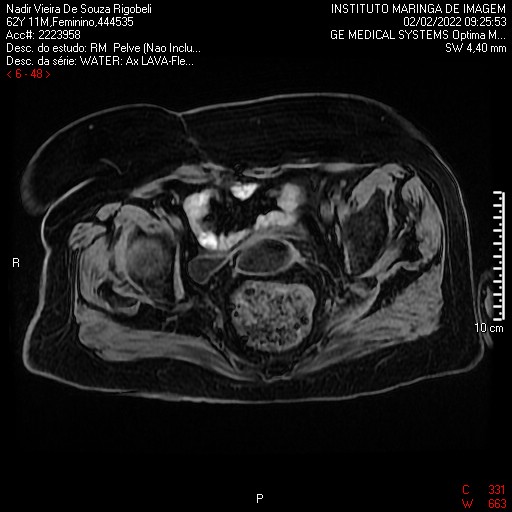 Nadir Vieira De Souza Rigobeli
62Y 11M,Feminino,444535
Acc#: 2223958
Desc. do estudo: RM Pelve (Nao Inclu...
Desc. da série: WATER: Ax LAVA-Fle...
< 6 - 48 >
INSTITUTO MARINGA DE IMAGEM
02/02/2022 09:25:53
GE MEDICAL SYSTEMS Optima M...
SW 4,40 mm
R
10 cm
P
C 331
W 663